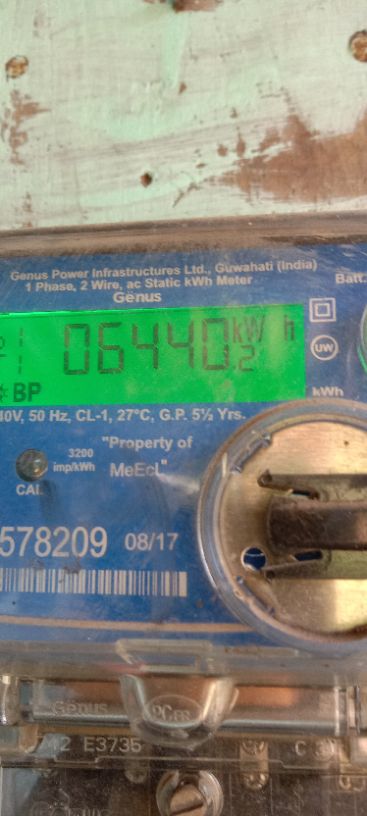 Genus Power Infrastructures Ltd., Guwahati (India)
1 Phase, 2 Wire, ac Static kWh Meter
Batt.
Genus
06440.2 kW h
UW
BP
kWh
40V, 50 Hz, CL-1, 27°C, G.P. 5½ Yrs.
"Property of
MeEcL"
3200
imp/kWh
CAL
578209 08/17
Genus
E3735
C